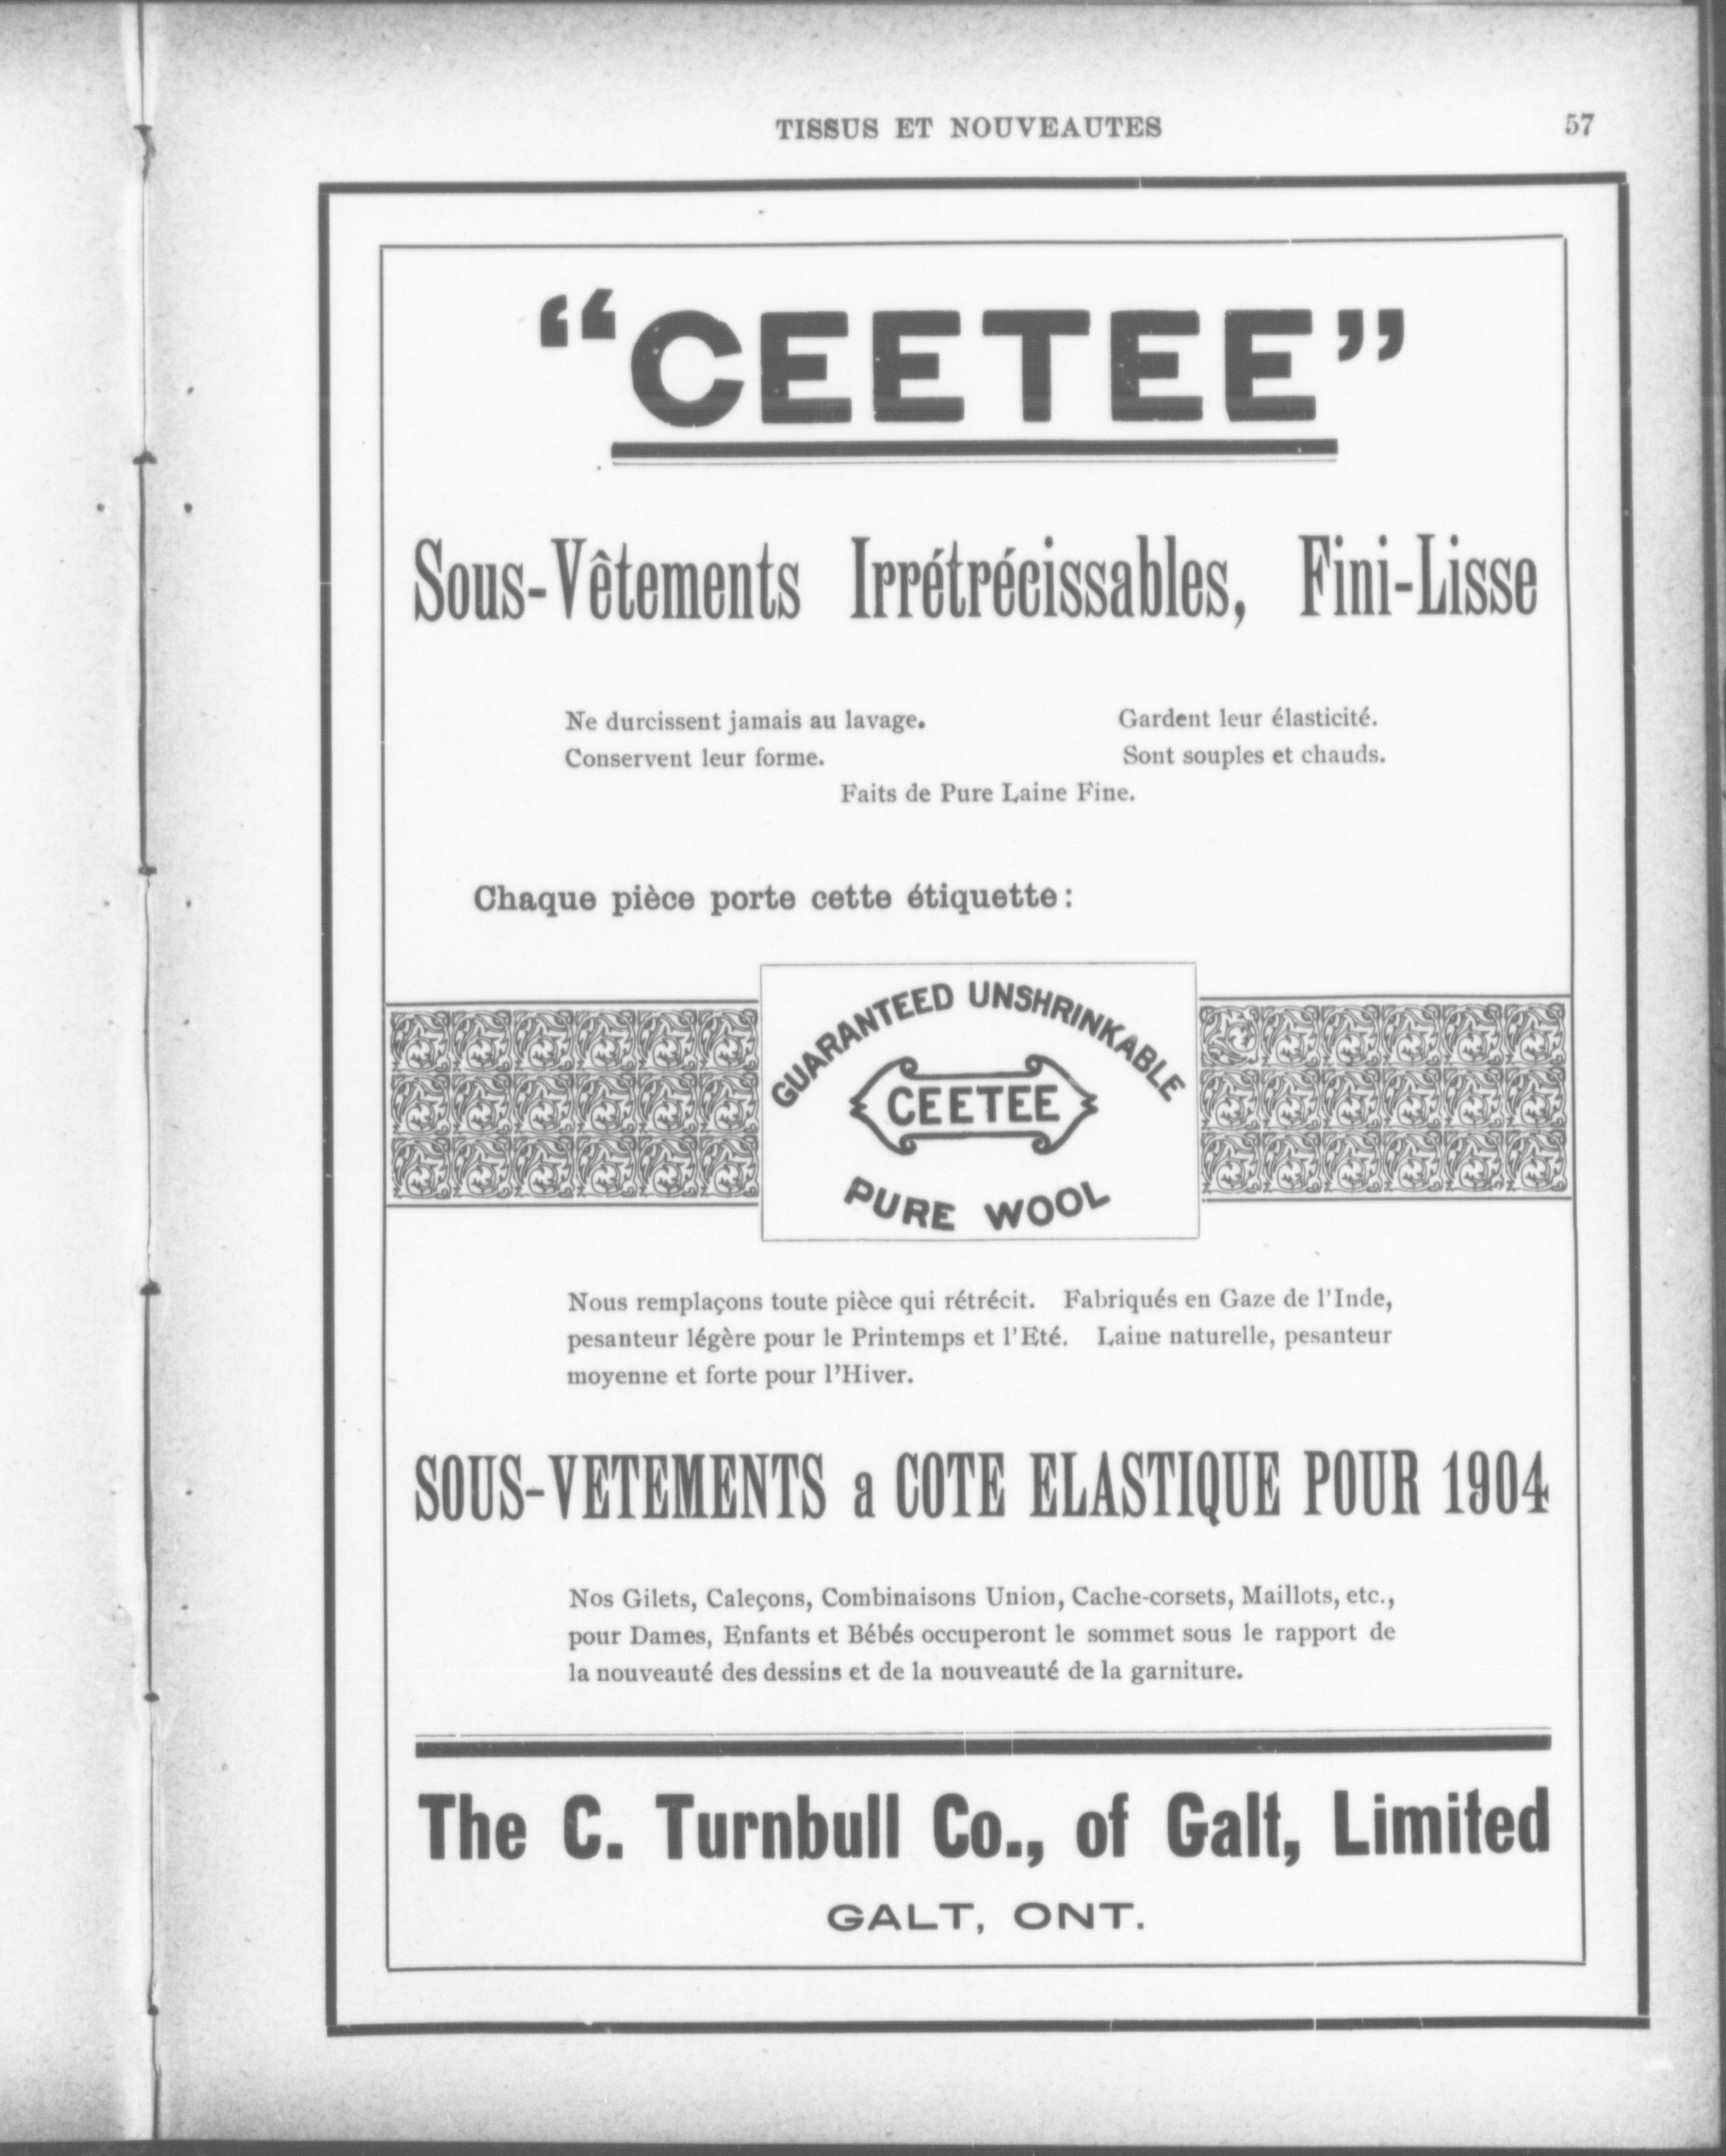 TISSUS ET NOUVEAUTES 57
“CEETEE”
Sous-Vêtements Irrétrécissables, Fini-Lisse
Ne durcissent jamais au lavage. Gardent leur élasticité.
Conservent leur forme. Sont souples et chauds.
Faits de Pure Laine Fine.
Chaque pièce porte cette étiquette:
GUARANTEED UNSHRINKABLE
CEETEE
PURE WOOL
Nous remplaçons toute pièce qui rétrécit. Fabriqués en Gaze de l'Inde,
pesanteur légère pour le Printemps et l'Eté. Laine naturelle, pesanteur
moyenne et forte pour l'Hiver.
SOUS-VETEMENTS a COTE ELASTIQUE POUR 1904
Nos Gilets, Caleçons, Combinaisons Union, Cache-corsets, Maillots, etc.,
pour Dames, Enfants et Bébés occuperont le sommet sous le rapport de
la nouveauté des dessins et de la nouveauté de la garniture.
The C. Turnbull Co., of Galt, Limited
GALT, ONT.